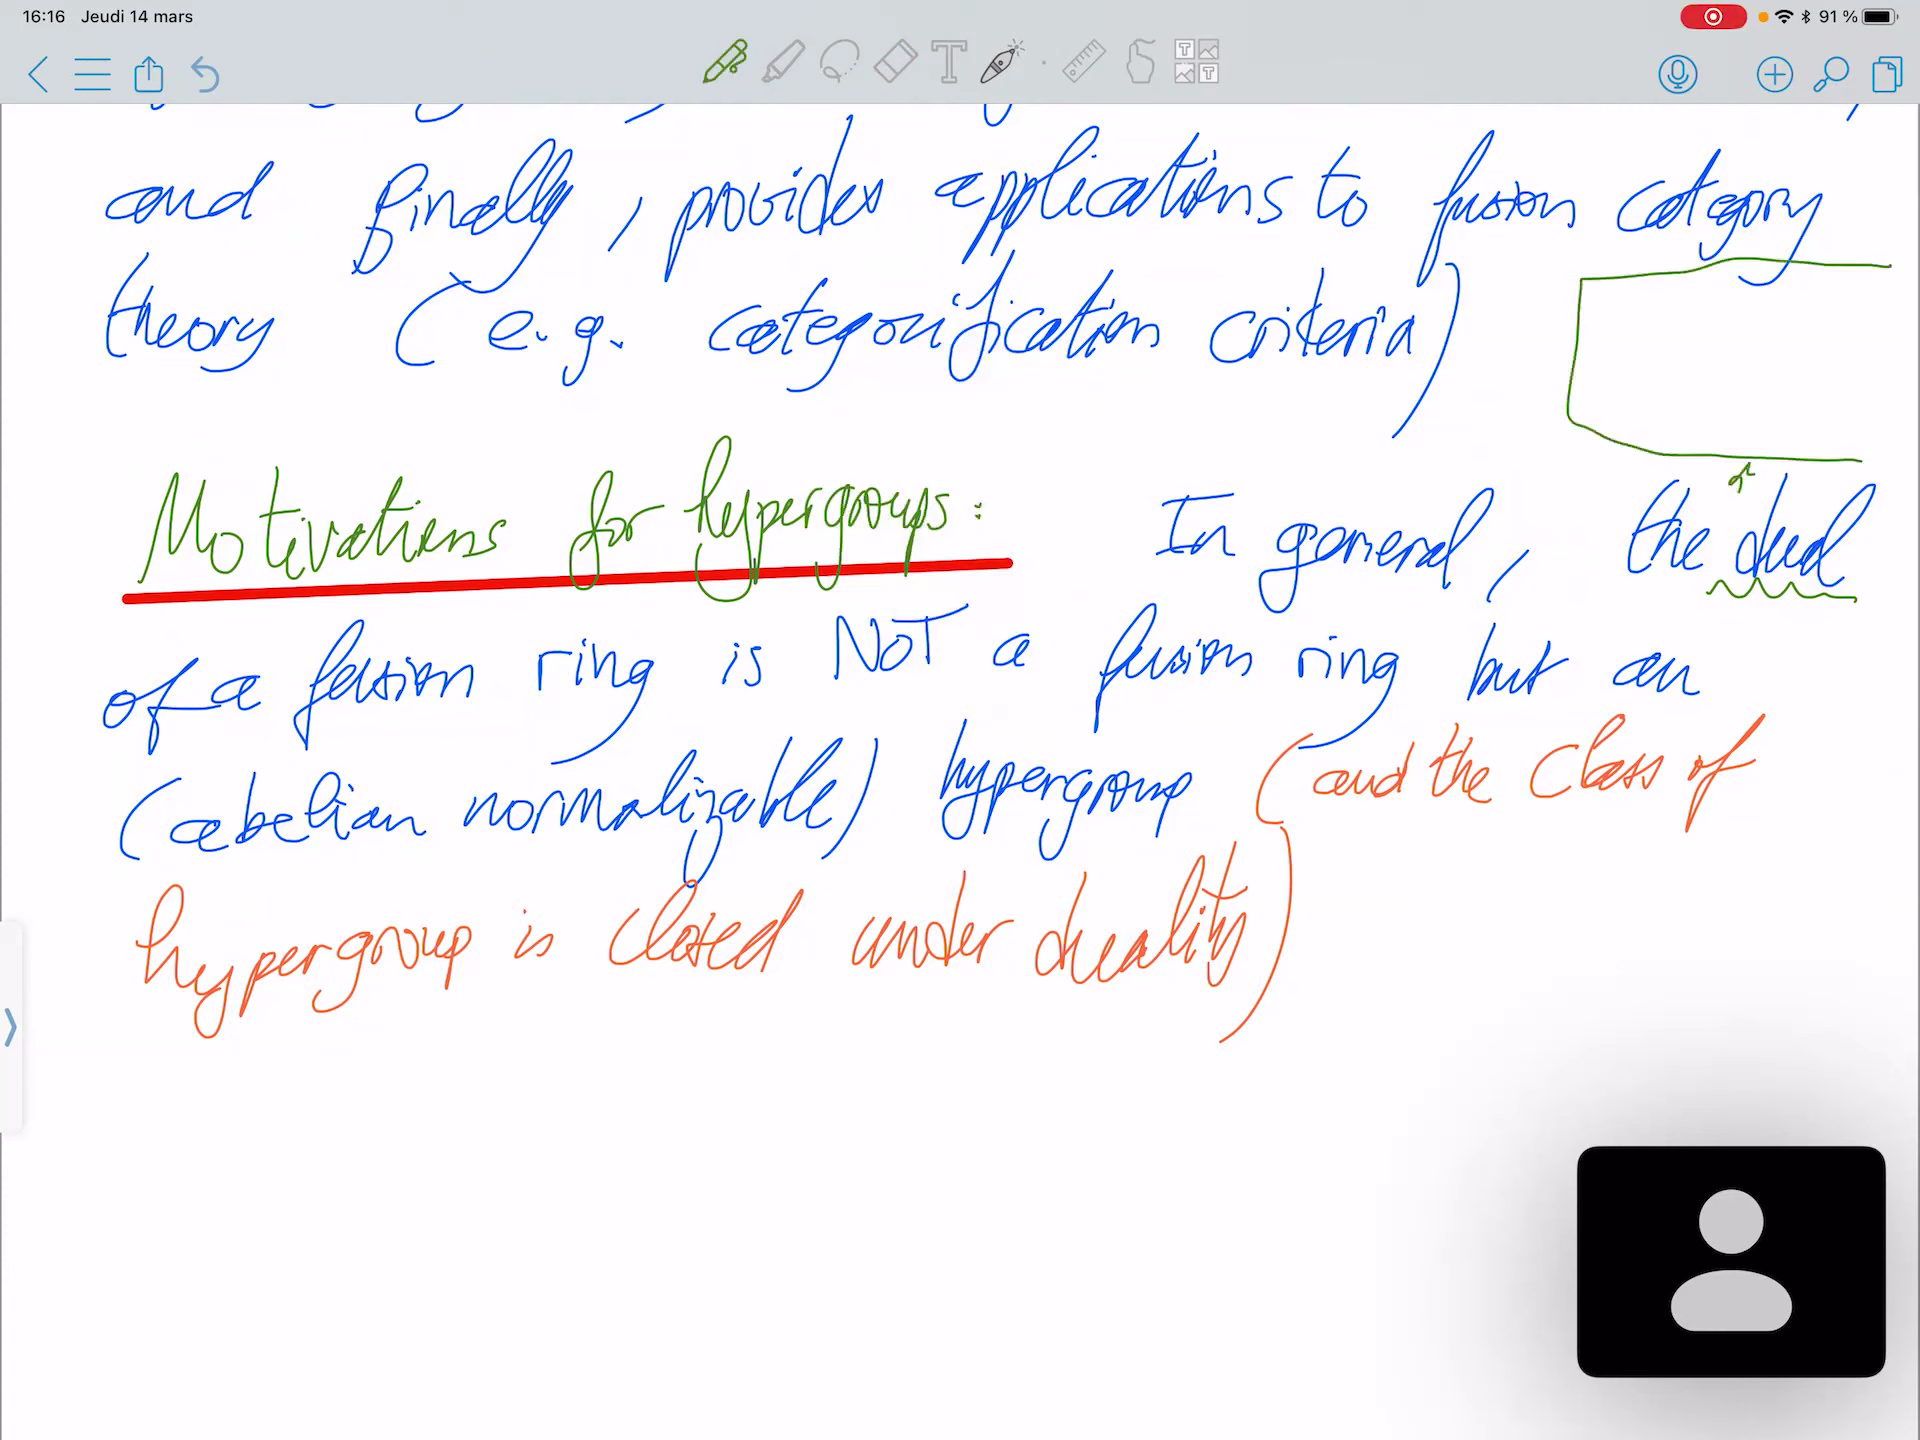 16:16 Jeudi 14 mars
91 %
and finally, provides applications to fusion category
theory (e.g. categorification criteria)
Motivations for hypergroups: In general, the dual
of a fusion ring is NOT a fusion ring but an
(abelian normalizable) hypergroup (and the class of
hypergroup is closed under duality)